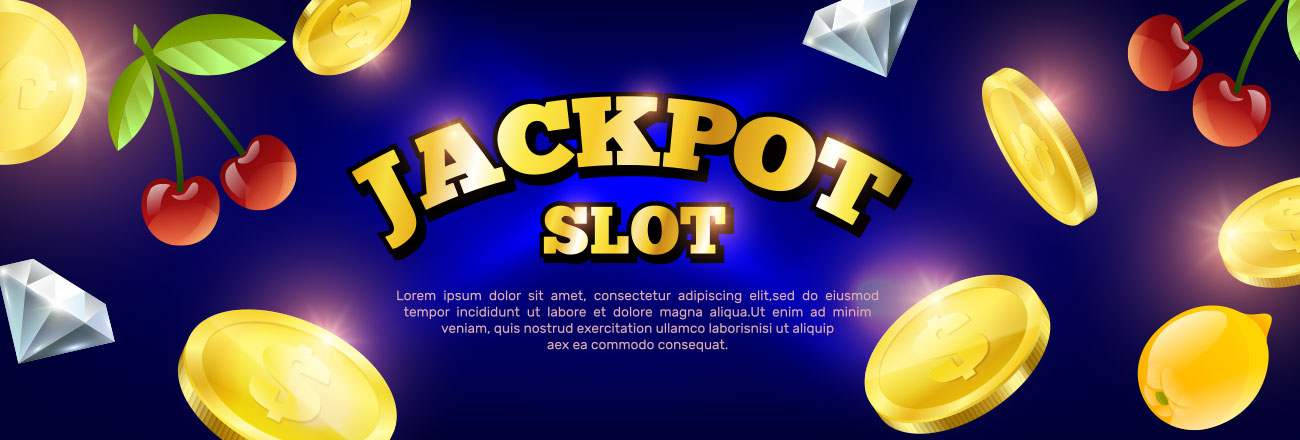 JACKPOT
SLOT
Lorem ipsum dolor sit amet, consectetur adipiscing elit,sed do eiusmod
tempor incididunt ut labore et dolore magna aliqua.Ut enim ad minim
veniam, quis nostrud exercitation ullamco laborisnisi ut aliquip
aex ea commodo consequat.